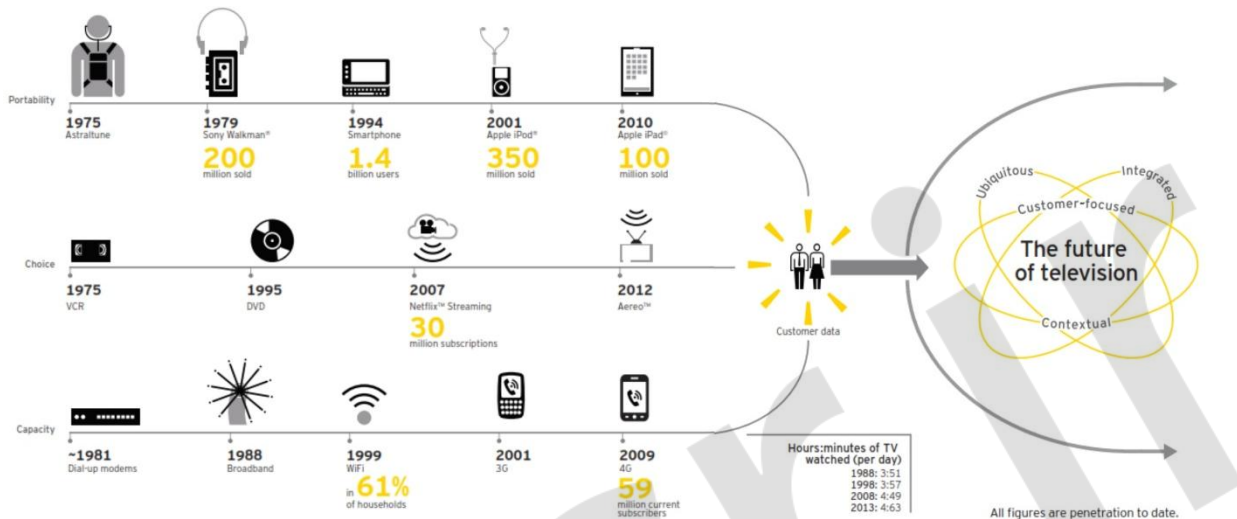 Portability
1975
Astraltune
1979
Sony Walkman®
200
million sold
1994
Smartphone
1.4
billion users
2001
Apple iPod®
350
million sold
2010
Apple iPad®
100
million sold
Choice
1975
VCR
1995
DVD
2007
Netflix™ Streaming
30
million subscriptions
2012
Aereo™
Capacity
~1981
Dial-up modems
1988
Broadband
1999
WiFi
in 61%
of households
2001
3G
2009
4G
59
million current
subscribers
Customer data
Hours:minutes of TV
watched (per day)
1988: 3:51
1998: 3:57
2008: 4:49
2013: 4:63
Ubiquitous
Integrated
Customer-focused
The future
of television
Contextual
All figures are penetration to date.